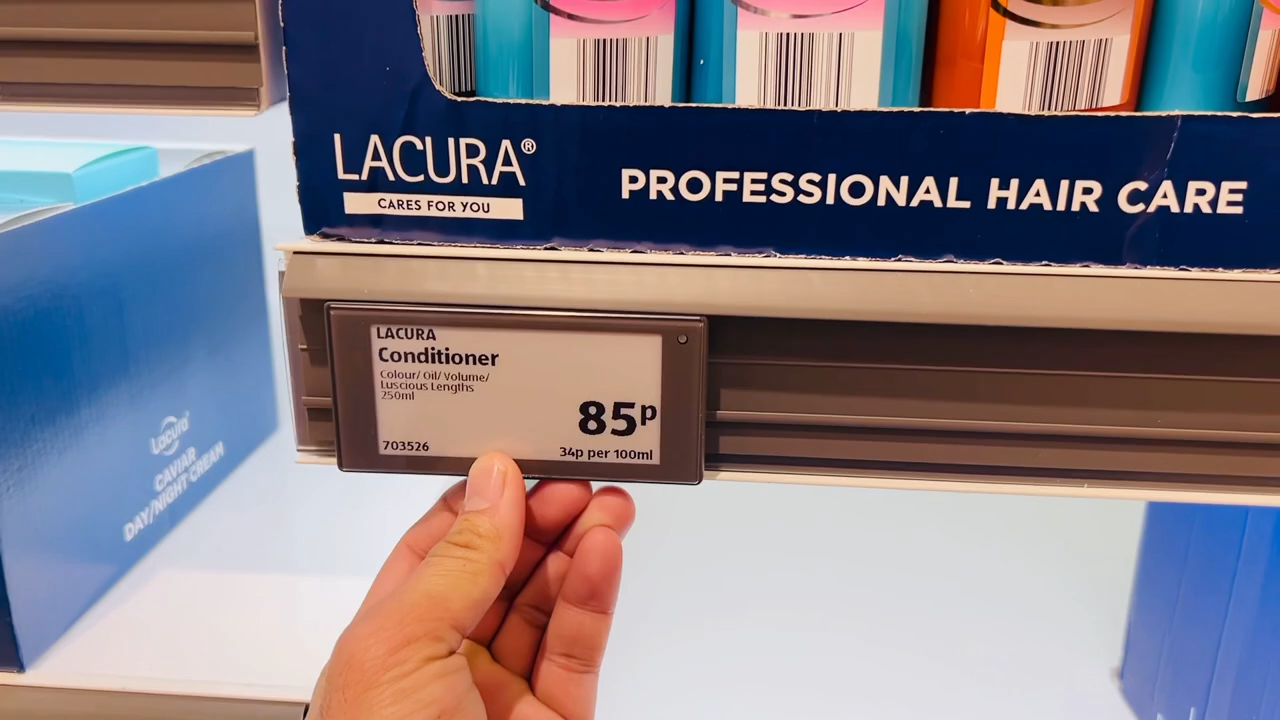 LACURA®
CARES FOR YOU
PROFESSIONAL HAIR CARE
LACURA
Conditioner
Colour/ Oil/ Volume/
Luscious Lengths
250ml
85p
703526
34p per 100ml
Lacura
CAVIAR
DAY/NIGHT CREAM